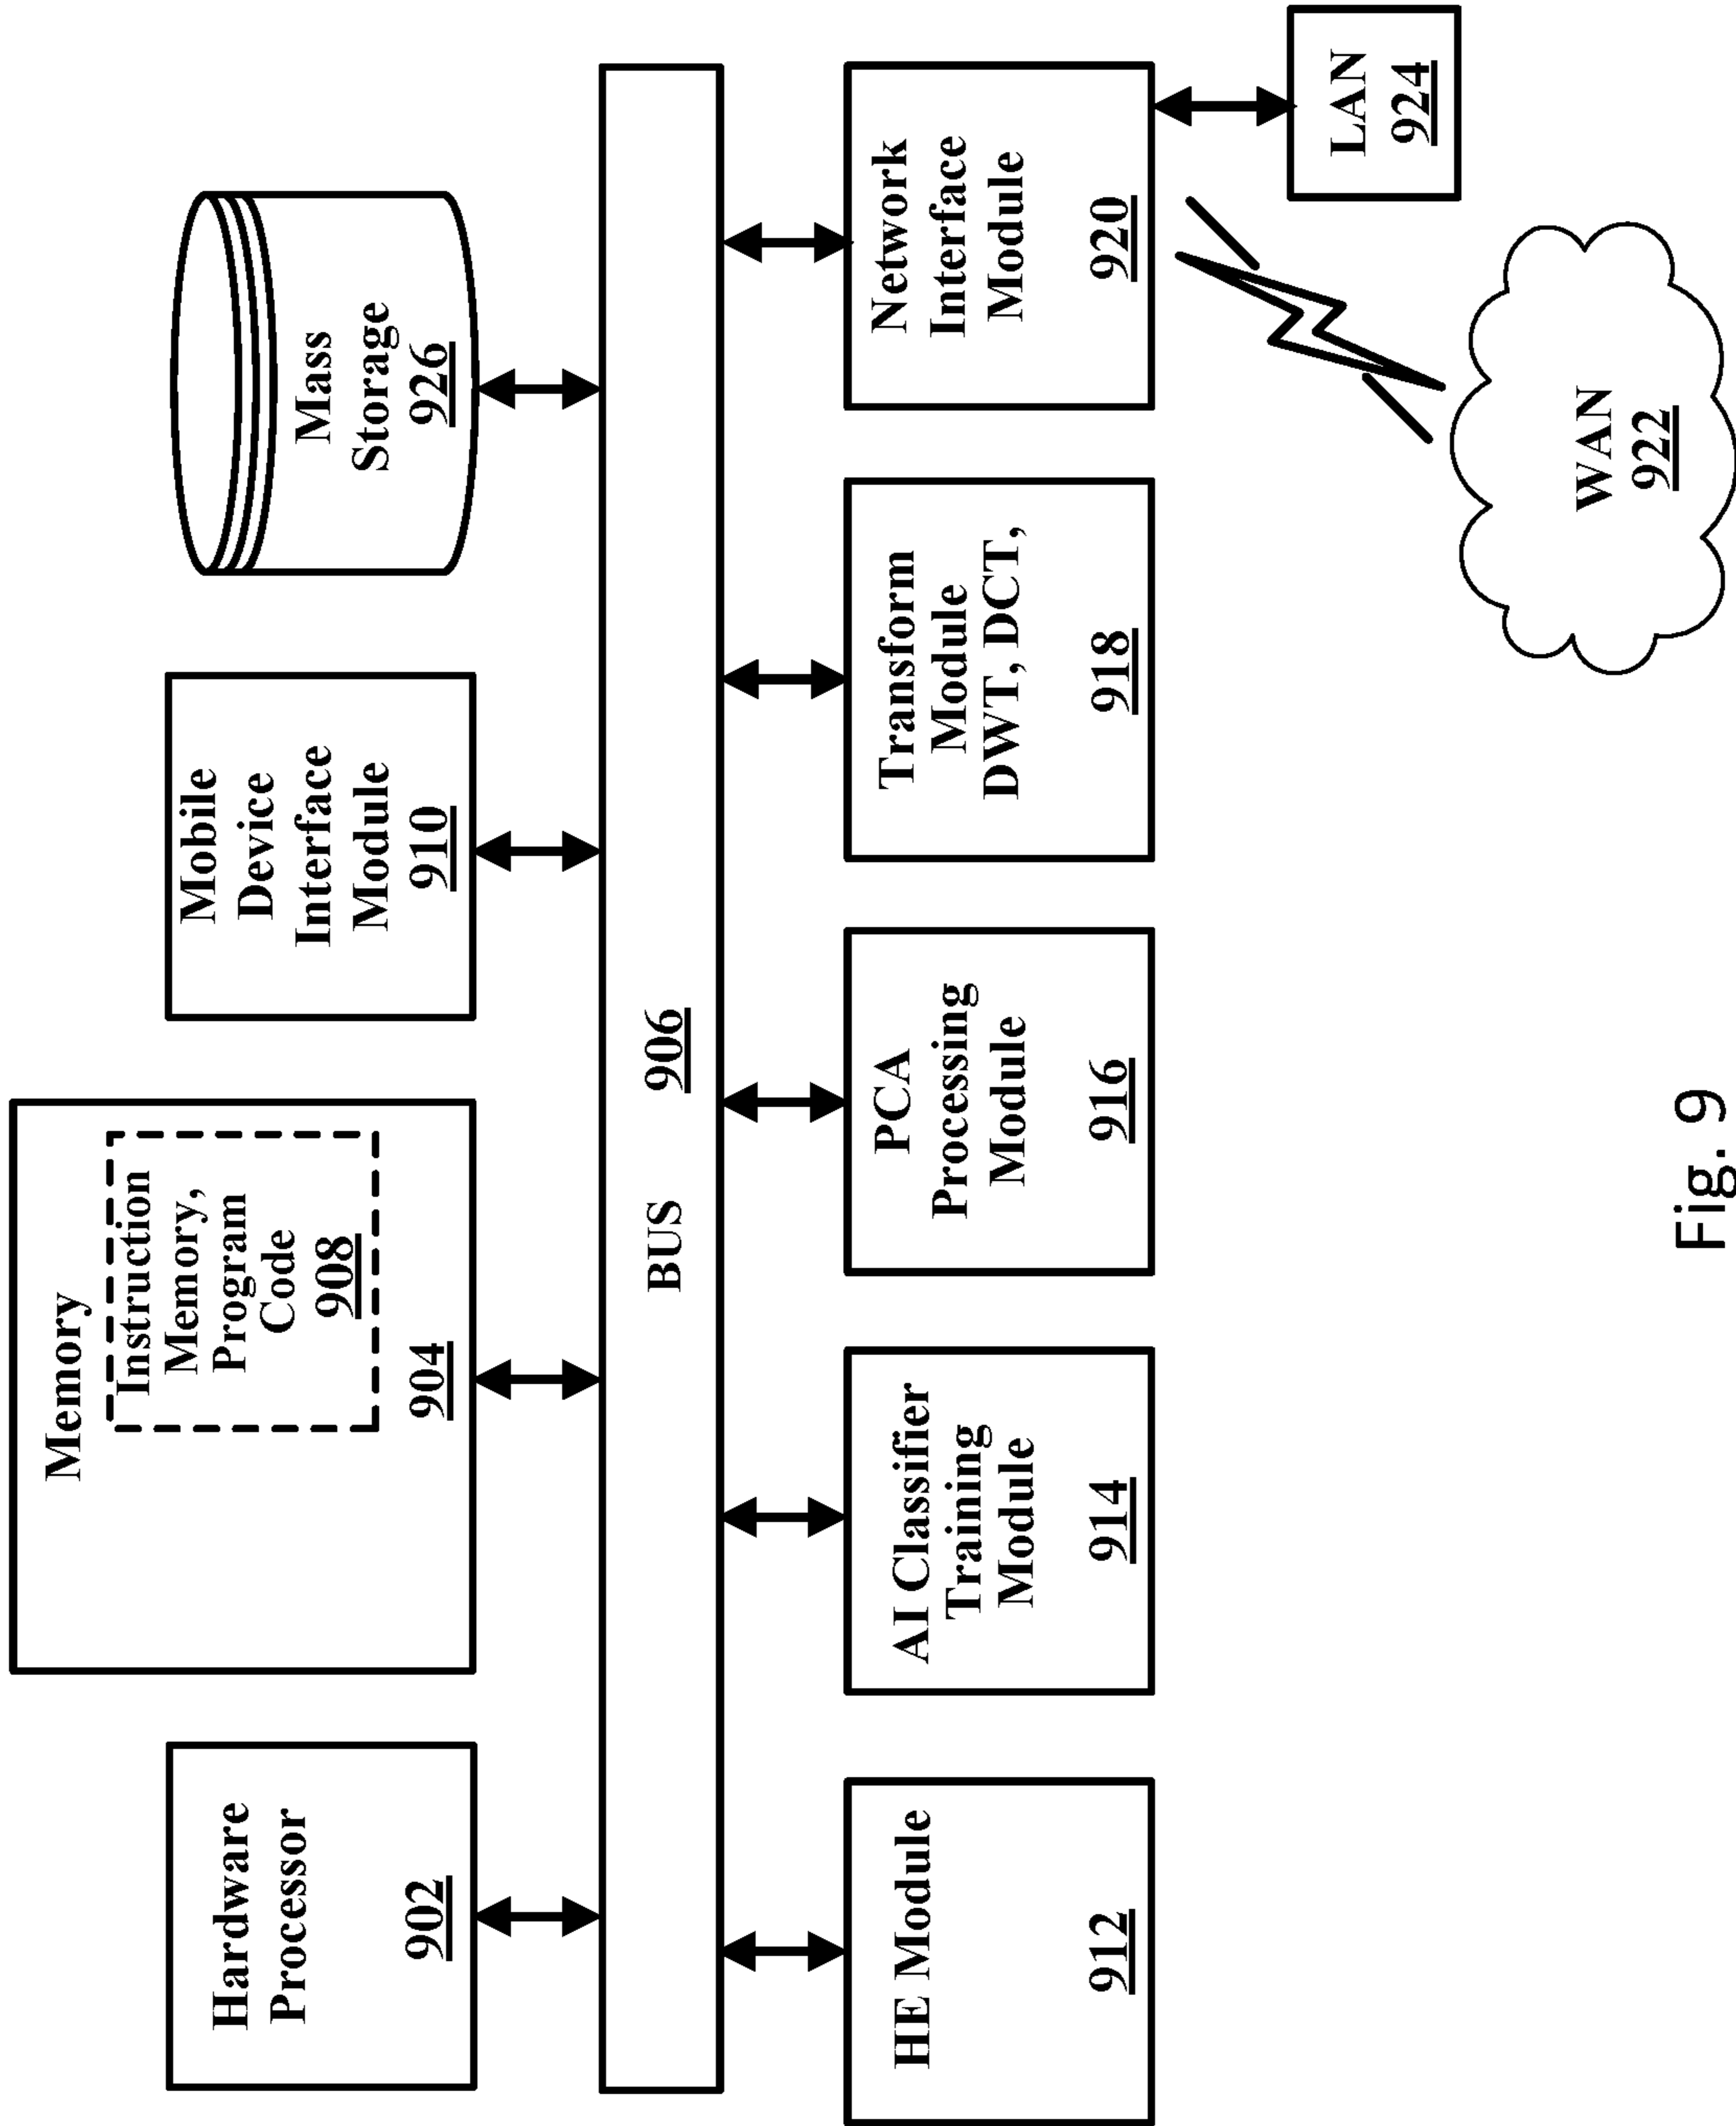 Hardware
Processor
902
Memory
Instruction
Memory,
Program
Code
908
904
Mobile
Device
Interface
Module
910
Mass
Storage
926
BUS
906
HE Module
912
AI Classifier
Training
Module
914
PCA
Processing
Module
916
Transform
Module
DWT, DCT,
918
Network
Interface
Module
920
LAN
924
WAN
922
Fig. 9